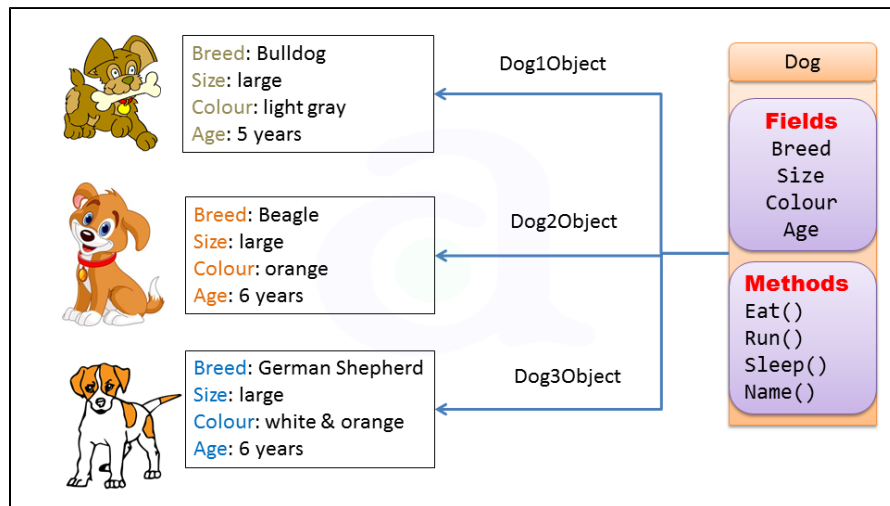 Breed: Bulldog
Size: large
Colour: light gray
Age: 5 years
Dog1Object
Breed: Beagle
Size: large
Colour: orange
Age: 6 years
Dog2Object
Breed: German Shepherd
Size: large
Colour: white & orange
Age: 6 years
Dog3Object
Dog
Fields
Breed
Size
Colour
Age
Methods
Eat()
Run()
Sleep()
Name()